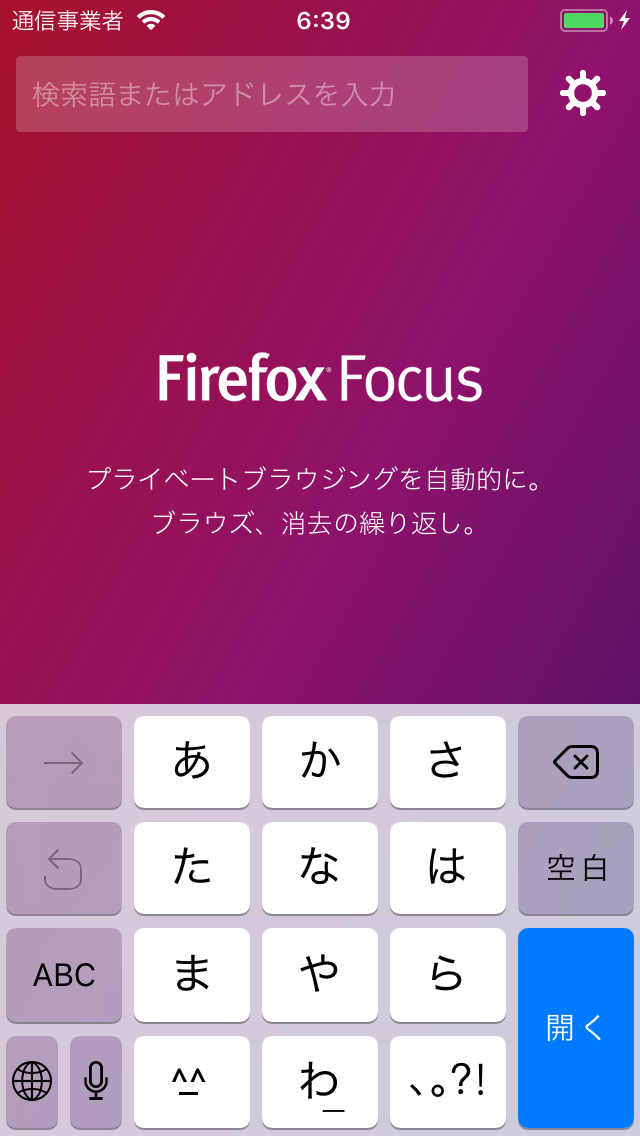 通信事業者 6:39
検索語またはアドレスを入力
Firefox® Focus
プライベートブラウジングを自動的に。
ブラウズ、消去の繰り返し。
→ あ か さ
た な は 空白
ABC ま や ら 開く
^^ わ_ 、。?!